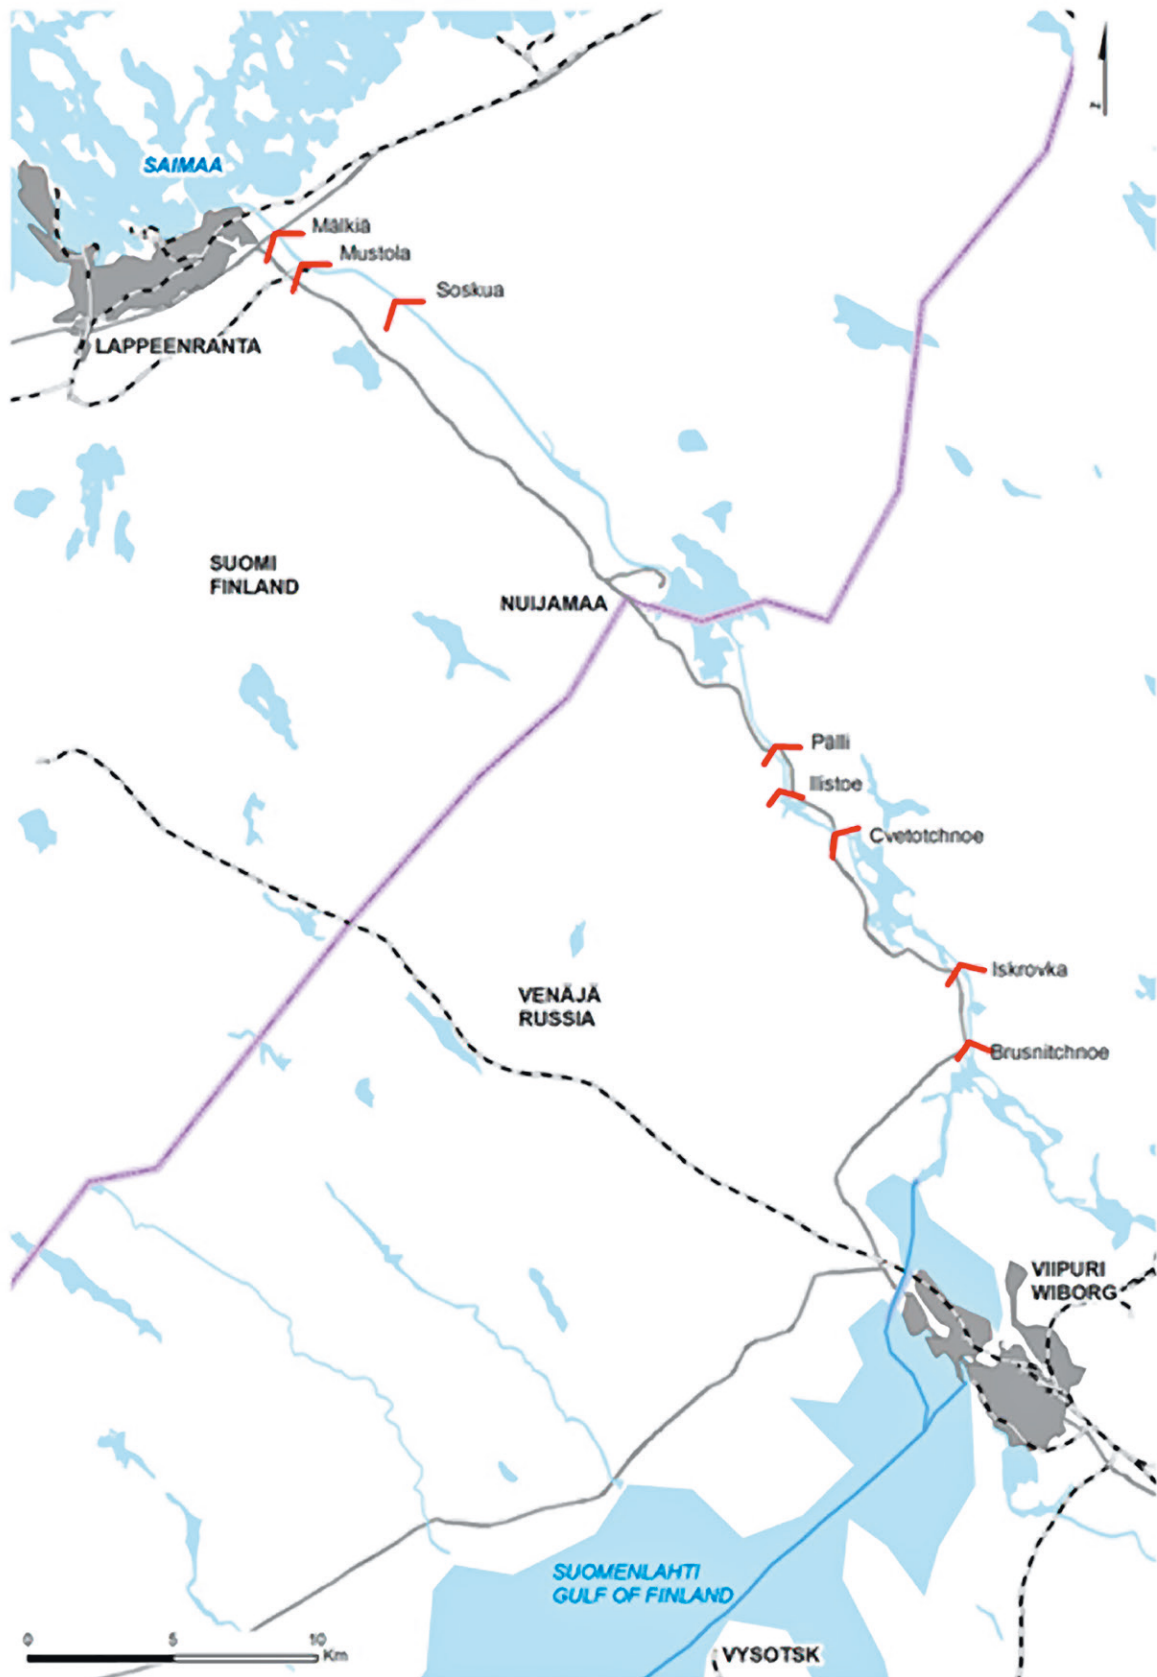 N
SAIMAA
Mälkiä
Mustola
Soskua
LAPPEENRANTA
SUOMI
FINLAND
NUIJAMAA
Pälli
Ilistoe
Cvetotchnoe
Iskrovka
VENÄJÄ
RUSSIA
Brusnitchnoe
VIIPURI
WIBORG
SUOMENLAHTI
GULF OF FINLAND
0 5 10
Km
VYSOTSK